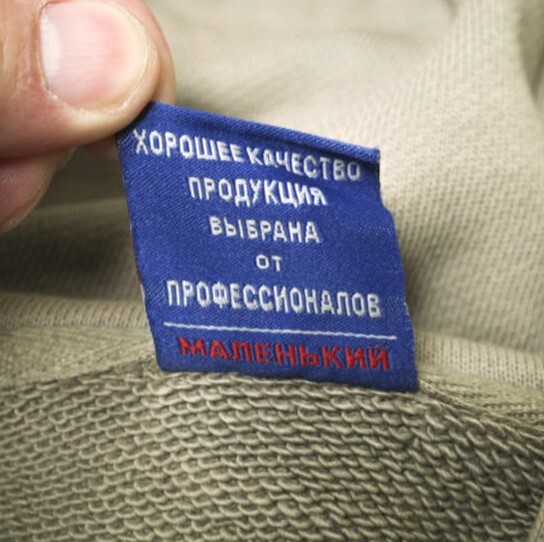 ХОРОШЕЕ КАЧЕСТВО
ПРОДУКЦИЯ
ВЫБРАНА
ОТ
ПРОФЕССИОНАЛОВ
МАЛЕНЬКИЙ